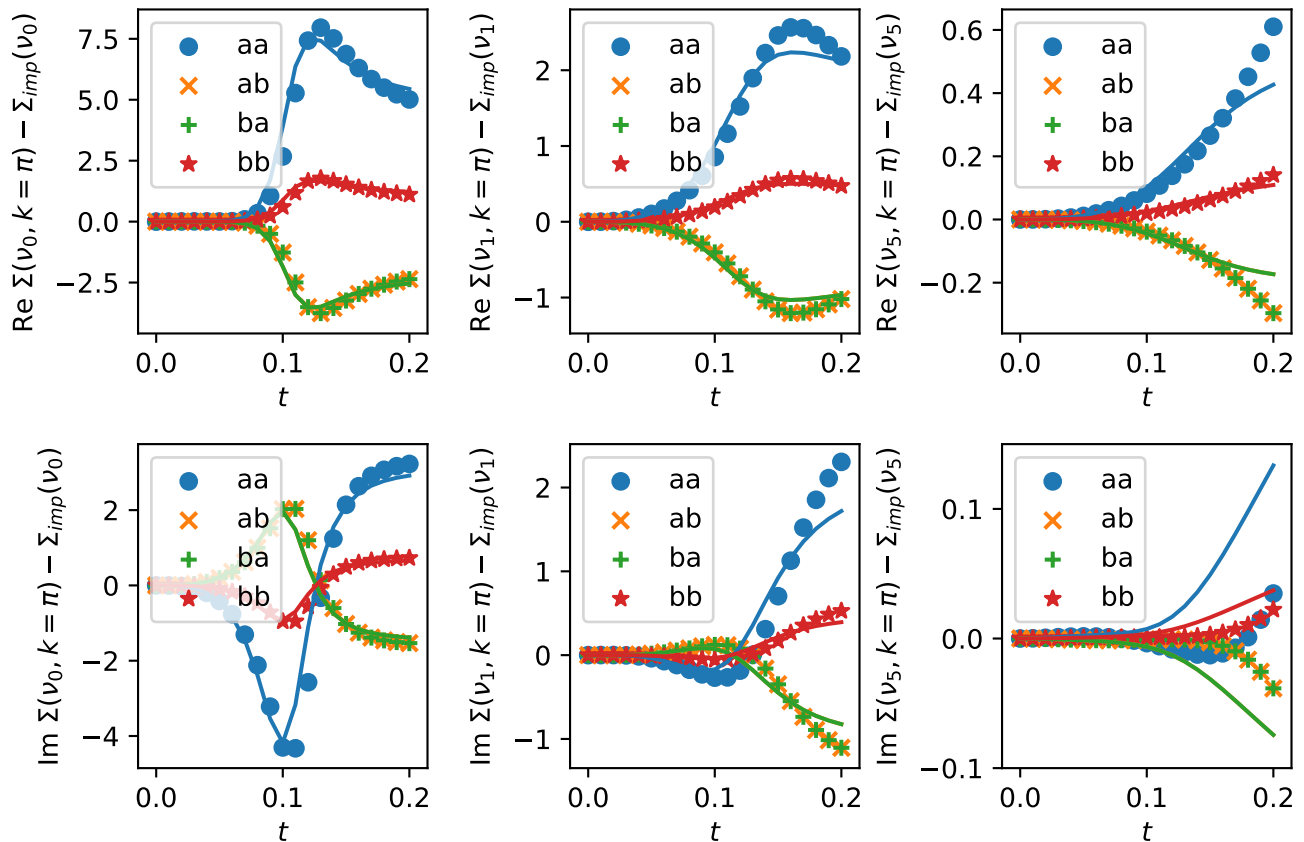 Re Σ(ν₀, k = π) − Σ_imp(ν₀)
7.5
5.0
2.5
0.0
−2.5
aa
ab
ba
bb
0.0
0.1
0.2
t
Re Σ(ν₁, k = π) − Σ_imp(ν₁)
2
1
0
−1
aa
ab
ba
bb
0.0
0.1
0.2
t
Re Σ(ν₅, k = π) − Σ_imp(ν₅)
0.6
0.4
0.2
0.0
−0.2
aa
ab
ba
bb
0.0
0.1
0.2
t
Im Σ(ν₀, k = π) − Σ_imp(ν₀)
2
0
−2
−4
aa
ab
ba
bb
0.0
0.1
0.2
t
Im Σ(ν₁, k = π) − Σ_imp(ν₁)
2
1
0
−1
aa
ab
ba
bb
0.0
0.1
0.2
t
Im Σ(ν₅, k = π) − Σ_imp(ν₅)
0.1
0.0
−0.1
aa
ab
ba
bb
0.0
0.1
0.2
t